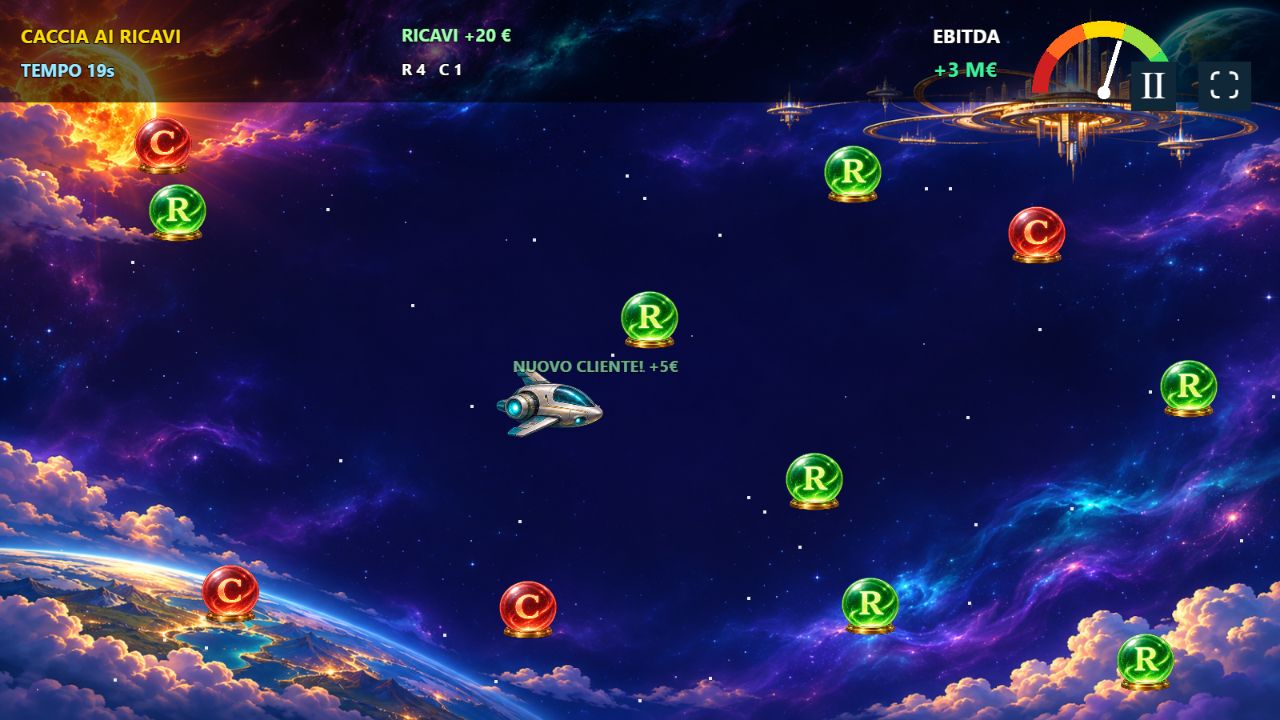 CACCIA AI RICAVI
TEMPO 19s
RICAVI +20 €
R 4 C 1
EBITDA
+3 M€
C
R
R
C
R
NUOVO CLIENTE! +5€
R
R
C
C
R
R